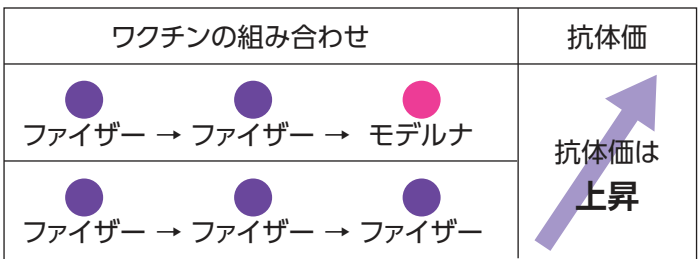 ワクチンの組み合わせ
抗体価
ファイザー → ファイザー → モデルナ
ファイザー → ファイザー → ファイザー
抗体価は
上昇